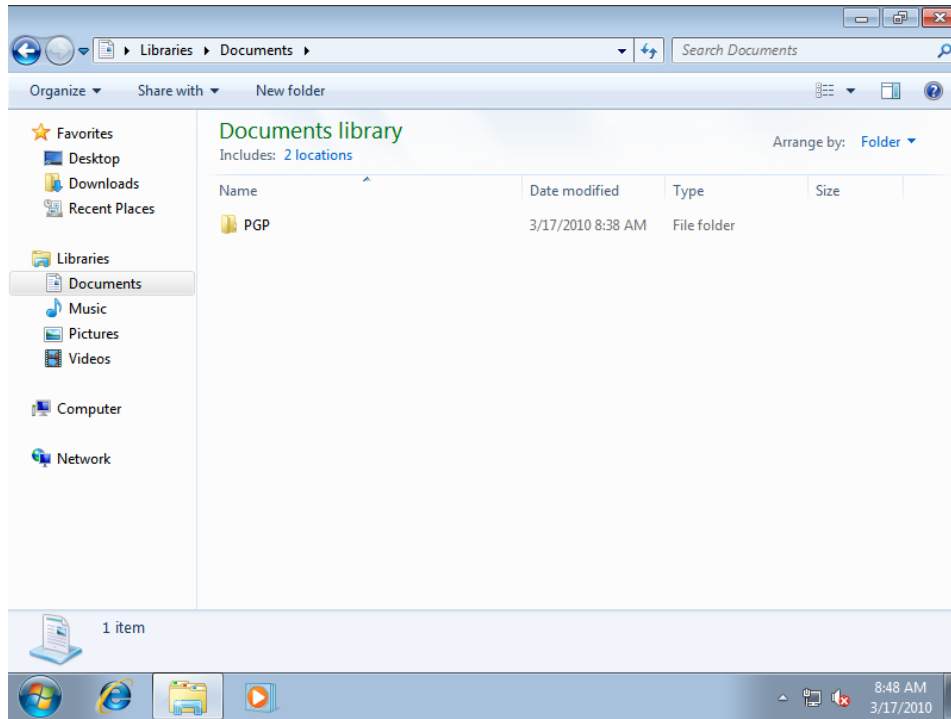 Libraries Documents
Search Documents
Organize Share with New folder
Favorites
Desktop
Downloads
Recent Places
Libraries
Documents
Music
Pictures
Videos
Computer
Network
Documents library
Includes: 2 locations
Arrange by: Folder
Name Date modified Type Size
PGP 3/17/2010 8:38 AM File folder
1 item
8:48 AM
3/17/2010